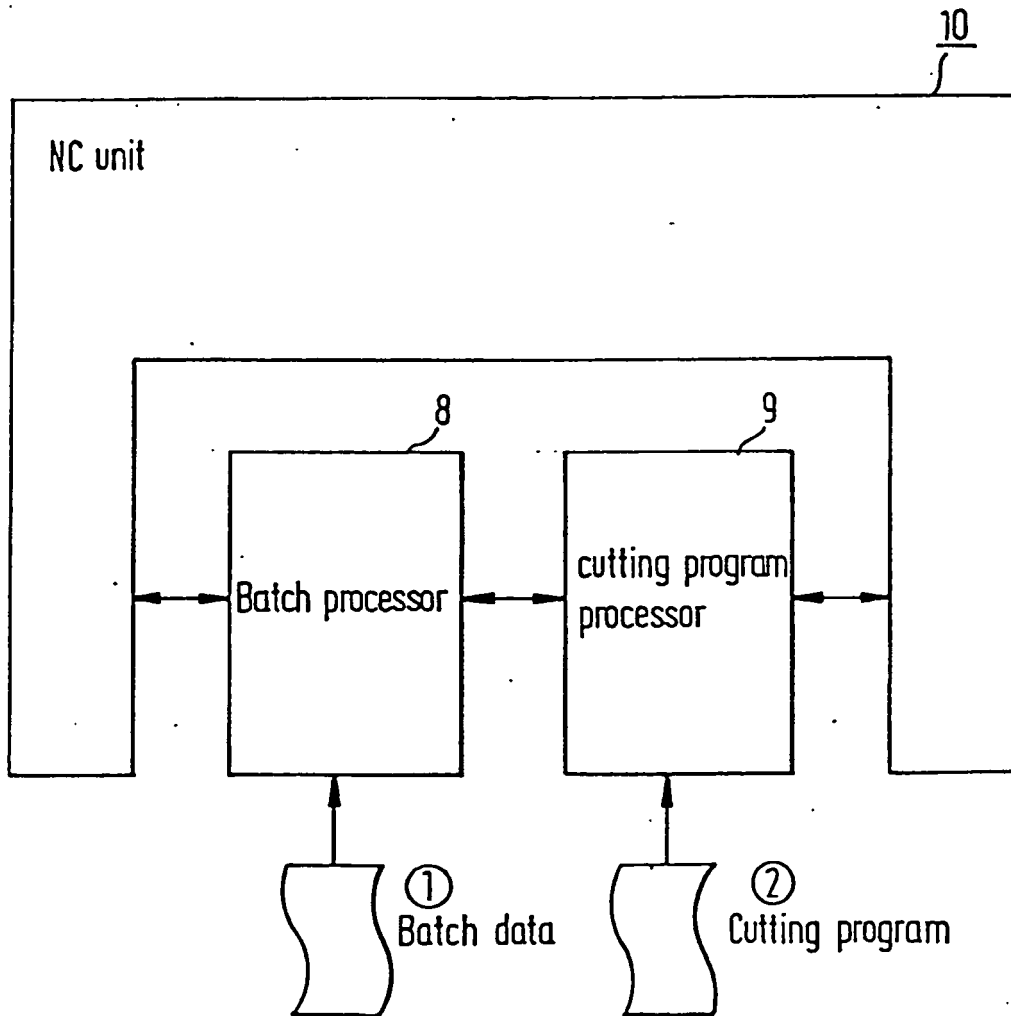 10
NC unit
8
9
Batch processor
cutting program
processor
①
Batch data
②
Cutting program